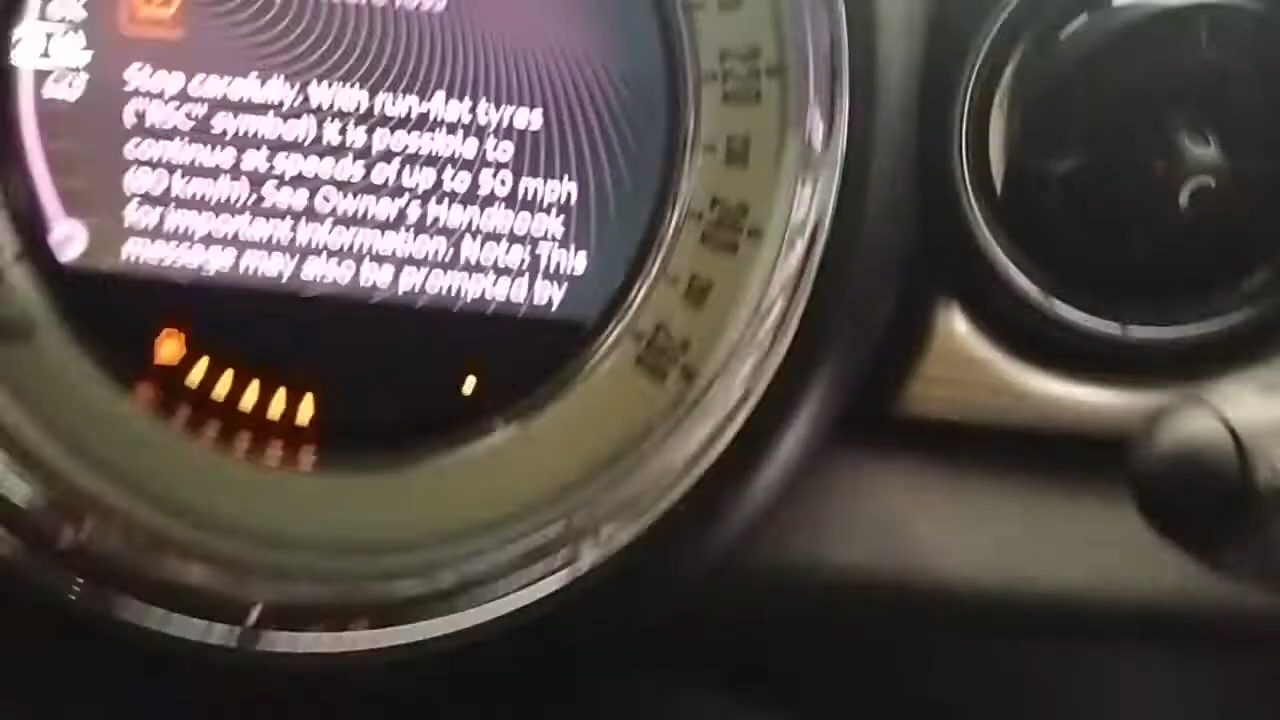 Stop carefully. With run-flat tyres
("RSC" symbol) it is possible to
continue at speeds of up to 50 mph
(80 km/h). See Owner's Handbook
for important information. Note: This
message may also be prompted by
120